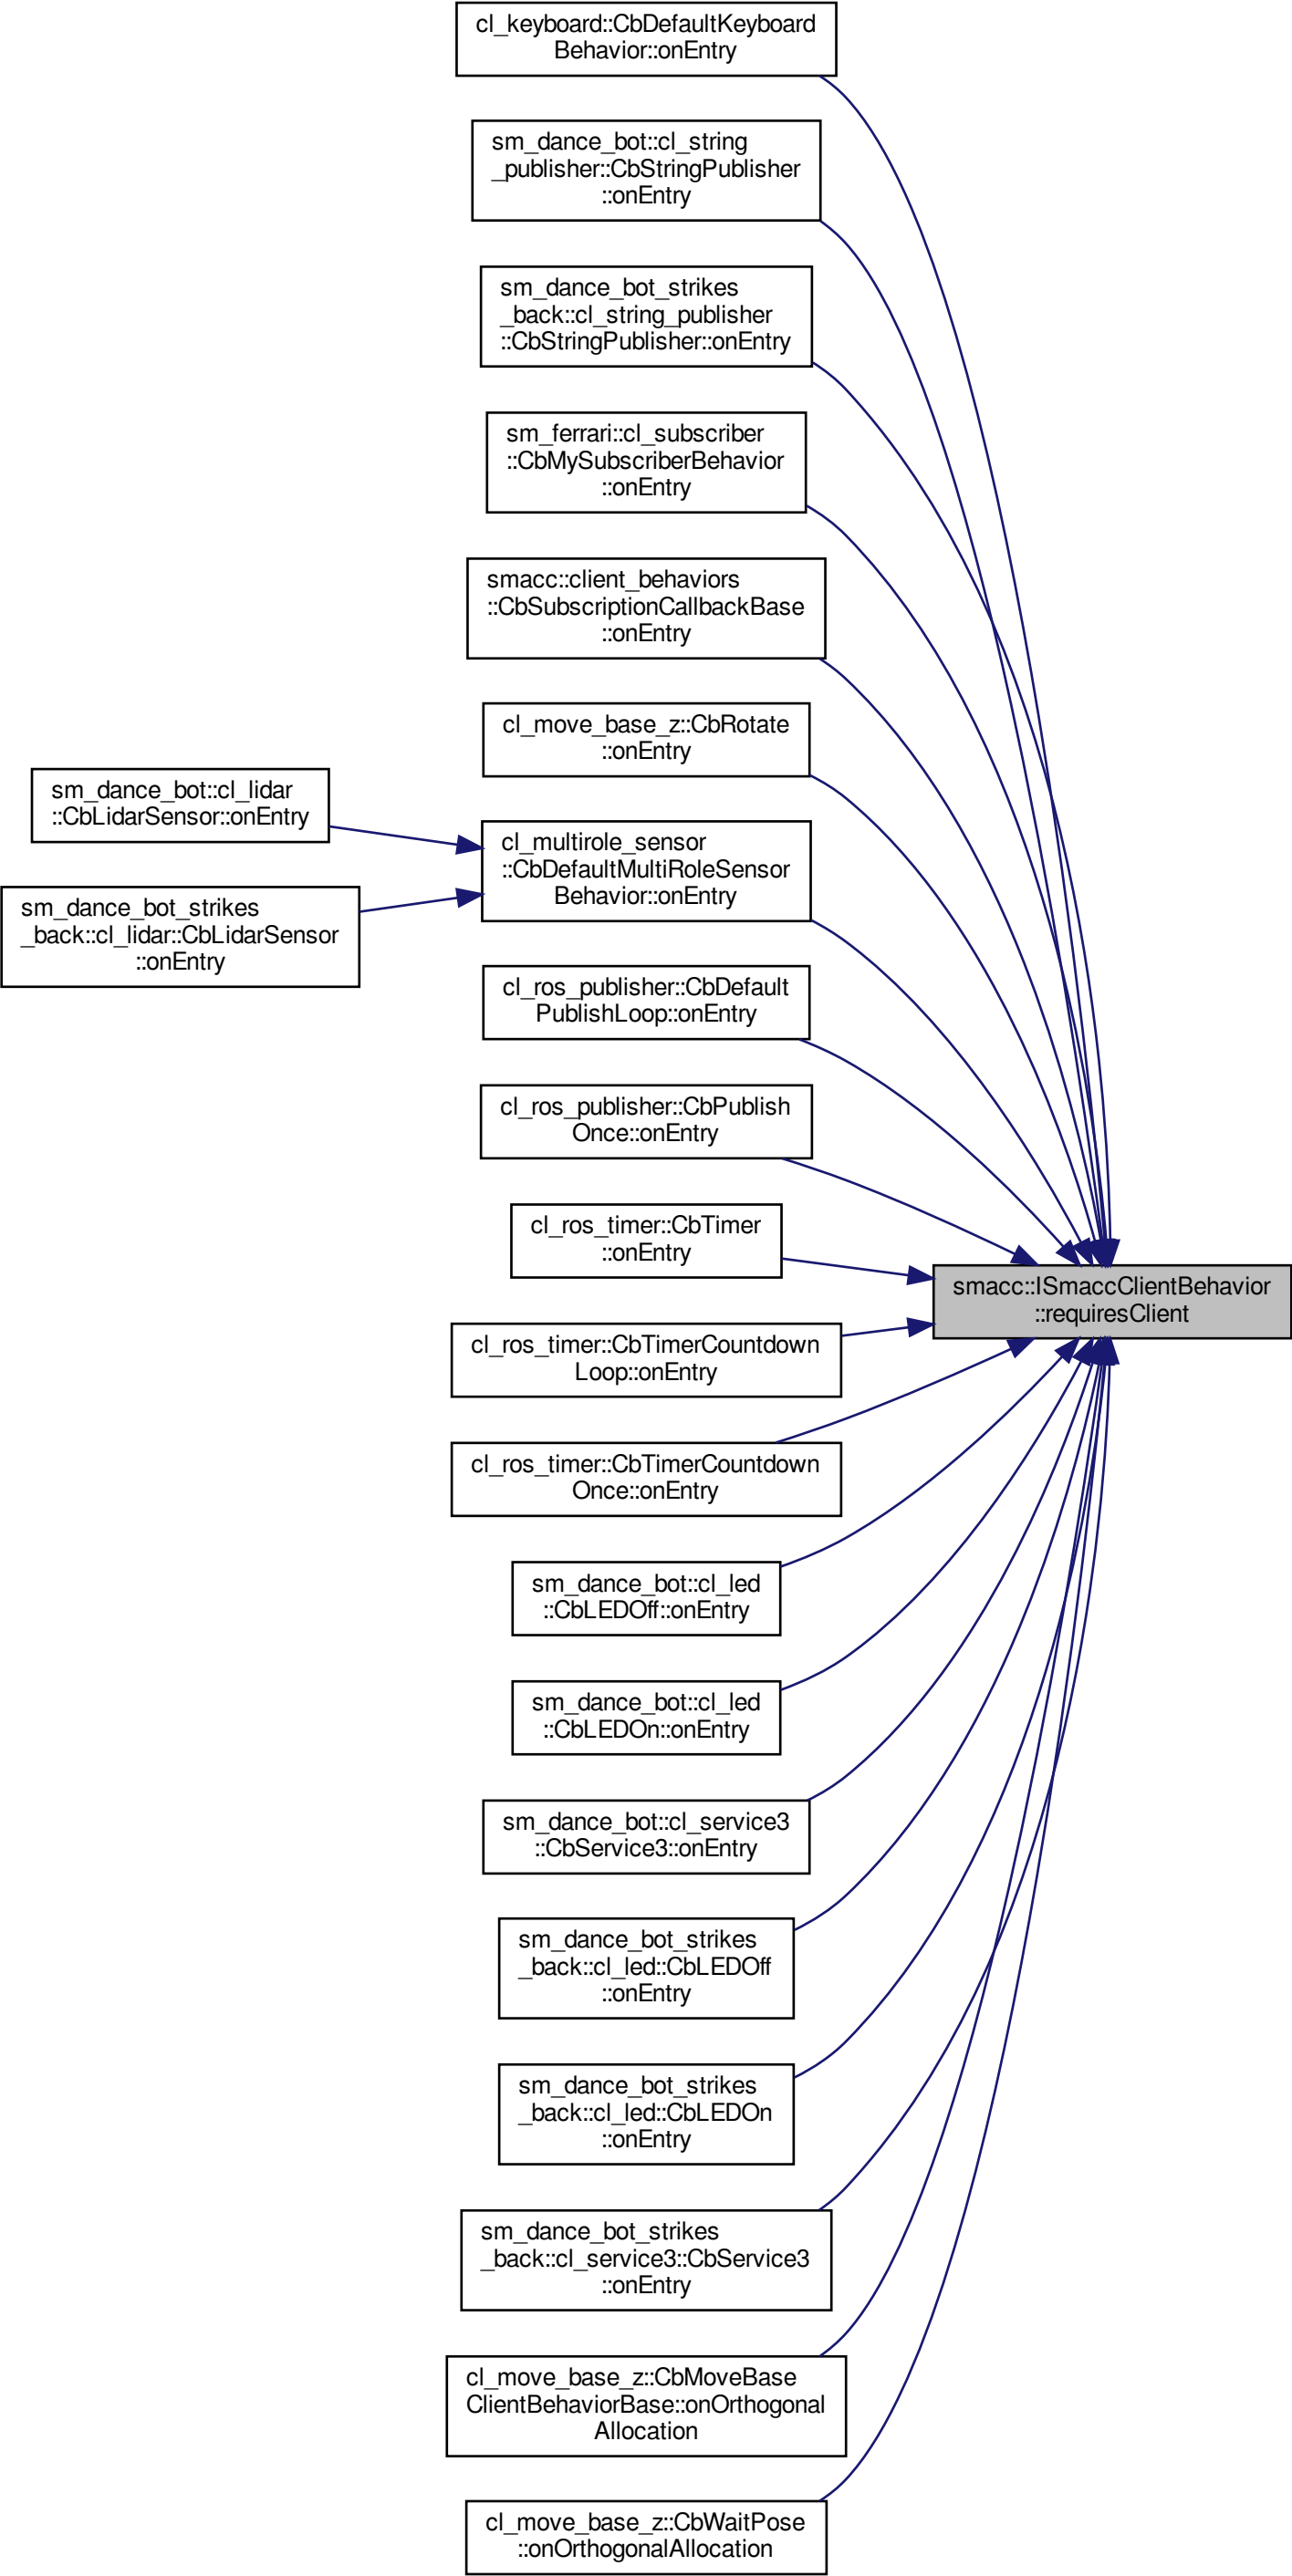 cl_keyboard::CbDefaultKeyboard
Behavior::onEntry
sm_dance_bot::cl_string
_publisher::CbStringPublisher
::onEntry
sm_dance_bot_strikes
_back::cl_string_publisher
::CbStringPublisher::onEntry
sm_ferrari::cl_subscriber
::CbMySubscriberBehavior
::onEntry
smacc::client_behaviors
::CbSubscriptionCallbackBase
::onEntry
cl_move_base_z::CbRotate
::onEntry
sm_dance_bot::cl_lidar
::CbLidarSensor::onEntry
cl_multirole_sensor
::CbDefaultMultiRoleSensor
Behavior::onEntry
sm_dance_bot_strikes
_back::cl_lidar::CbLidarSensor
::onEntry
cl_ros_publisher::CbDefault
PublishLoop::onEntry
cl_ros_publisher::CbPublish
Once::onEntry
cl_ros_timer::CbTimer
::onEntry
smacc::ISmaccClientBehavior
::requiresClient
cl_ros_timer::CbTimerCountdown
Loop::onEntry
cl_ros_timer::CbTimerCountdown
Once::onEntry
sm_dance_bot::cl_led
::CbLEDOff::onEntry
sm_dance_bot::cl_led
::CbLEDOn::onEntry
sm_dance_bot::cl_service3
::CbService3::onEntry
sm_dance_bot_strikes
_back::cl_led::CbLEDOff
::onEntry
sm_dance_bot_strikes
_back::cl_led::CbLEDOn
::onEntry
sm_dance_bot_strikes
_back::cl_service3::CbService3
::onEntry
cl_move_base_z::CbMoveBase
ClientBehaviorBase::onOrthogonal
Allocation
cl_move_base_z::CbWaitPose
::onOrthogonalAllocation